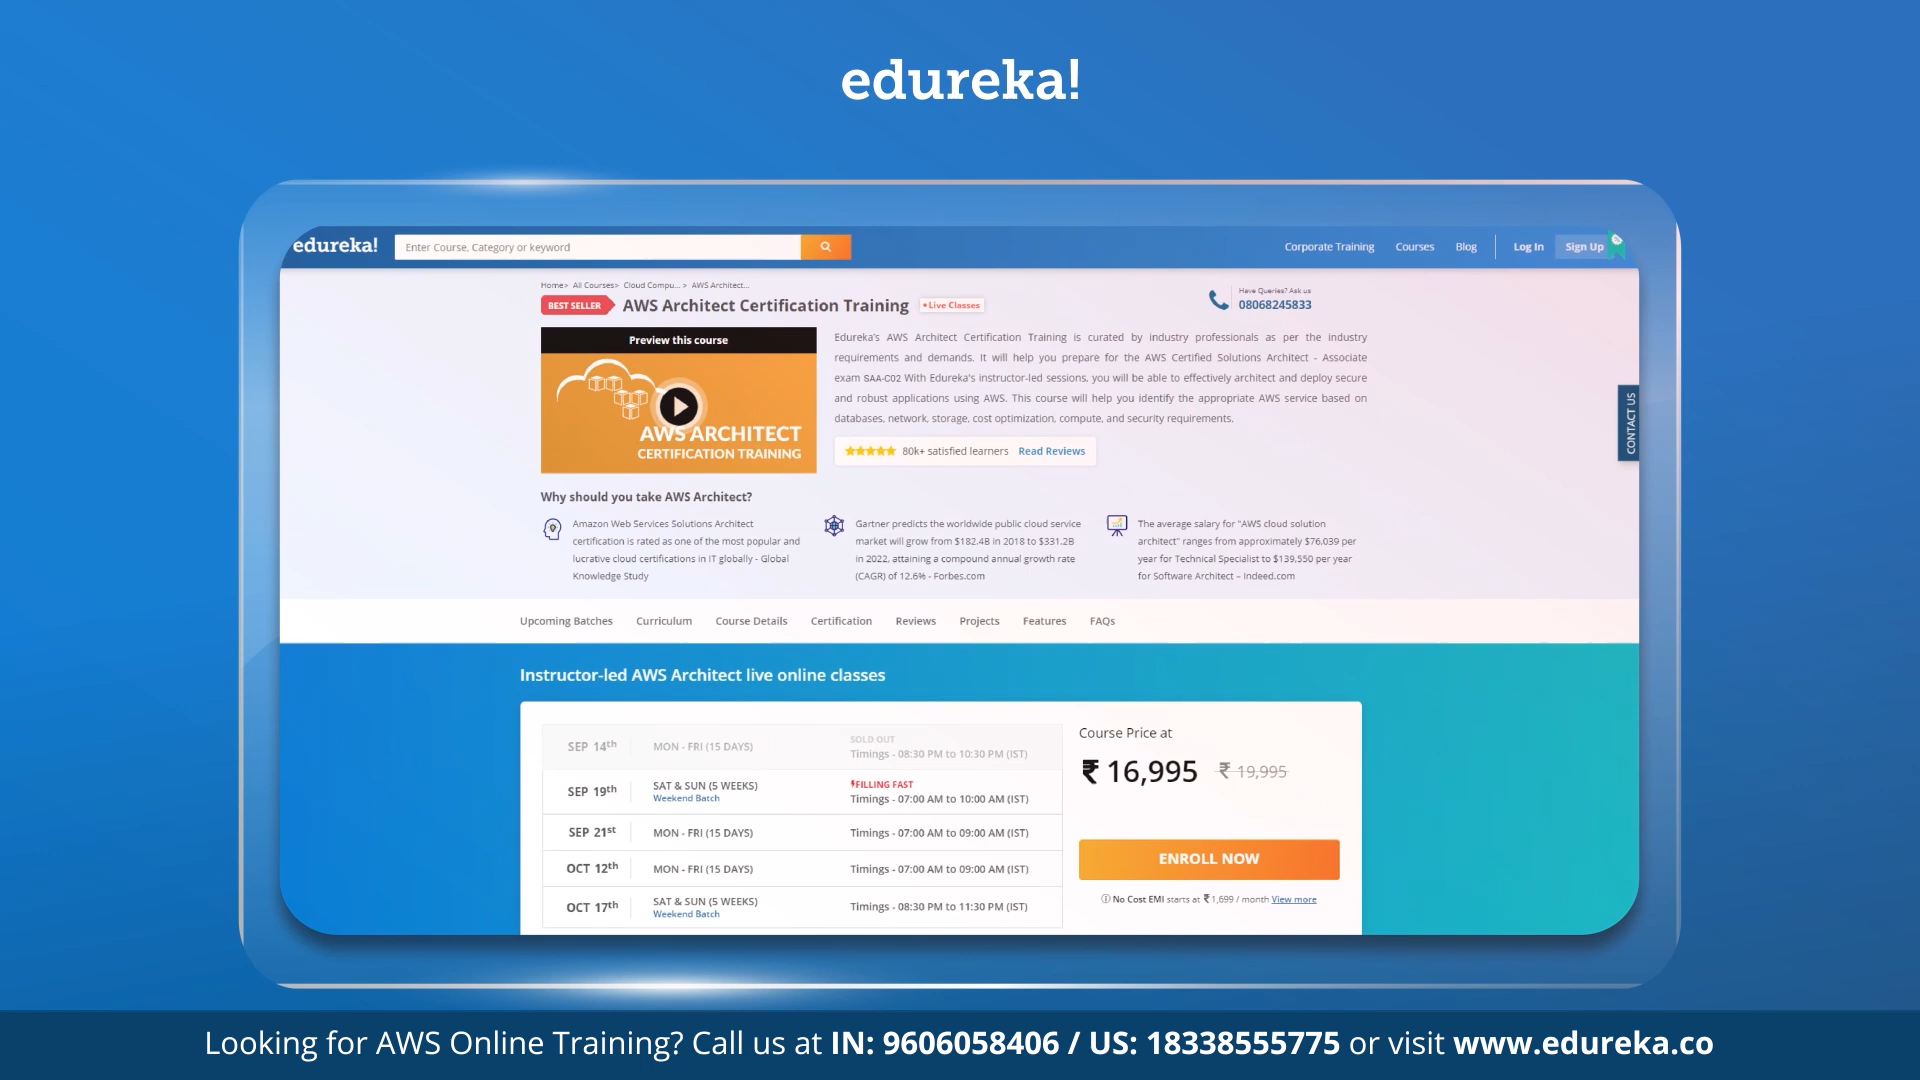 edureka!
edureka!
Enter Course, Category or keyword
Corporate Training
Courses
Blog
Log In
Sign Up
Home> All Courses> Cloud Compu... > AWS Architect...
BEST SELLER
AWS Architect Certification Training
•Live Classes
Have Queries? Ask us
08068245833
Preview this course
AWS ARCHITECT
CERTIFICATION TRAINING
Edureka's AWS Architect Certification Training is curated by industry professionals as per the industry
requirements and demands. It will help you prepare for the AWS Certified Solutions Architect - Associate
exam SAA-C02 With Edureka's instructor-led sessions, you will be able to effectively architect and deploy secure
and robust applications using AWS. This course will help you identify the appropriate AWS service based on
databases, network, storage, cost optimization, compute, and security requirements.
80k+ satisfied learners Read Reviews
CONTACT US
Why should you take AWS Architect?
Amazon Web Services Solutions Architect
certification is rated as one of the most popular and
lucrative cloud certifications in IT globally - Global
Knowledge Study
Gartner predicts the worldwide public cloud service
market will grow from $182.4B in 2018 to $331.2B
in 2022, attaining a compound annual growth rate
(CAGR) of 12.6% - Forbes.com
The average salary for "AWS cloud solution
architect" ranges from approximately $76,039 per
year for Technical Specialist to $139,550 per year
for Software Architect – Indeed.com
Upcoming Batches
Curriculum
Course Details
Certification
Reviews
Projects
Features
FAQs
Instructor-led AWS Architect live online classes
SEP 14th
MON - FRI (15 DAYS)
SOLD OUT
Timings - 08:30 PM to 10:30 PM (IST)
SEP 19th
SAT & SUN (5 WEEKS)
Weekend Batch
FILLING FAST
Timings - 07:00 AM to 10:00 AM (IST)
SEP 21st
MON - FRI (15 DAYS)
Timings - 07:00 AM to 09:00 AM (IST)
OCT 12th
MON - FRI (15 DAYS)
Timings - 07:00 AM to 09:00 AM (IST)
OCT 17th
SAT & SUN (5 WEEKS)
Weekend Batch
Timings - 08:30 PM to 11:30 PM (IST)
Course Price at
₹ 16,995 ₹ 19,995
ENROLL NOW
No Cost EMI starts at ₹ 1,699 / month View more
Looking for AWS Online Training? Call us at IN: 9606058406 / US: 18338555775 or visit www.edureka.co